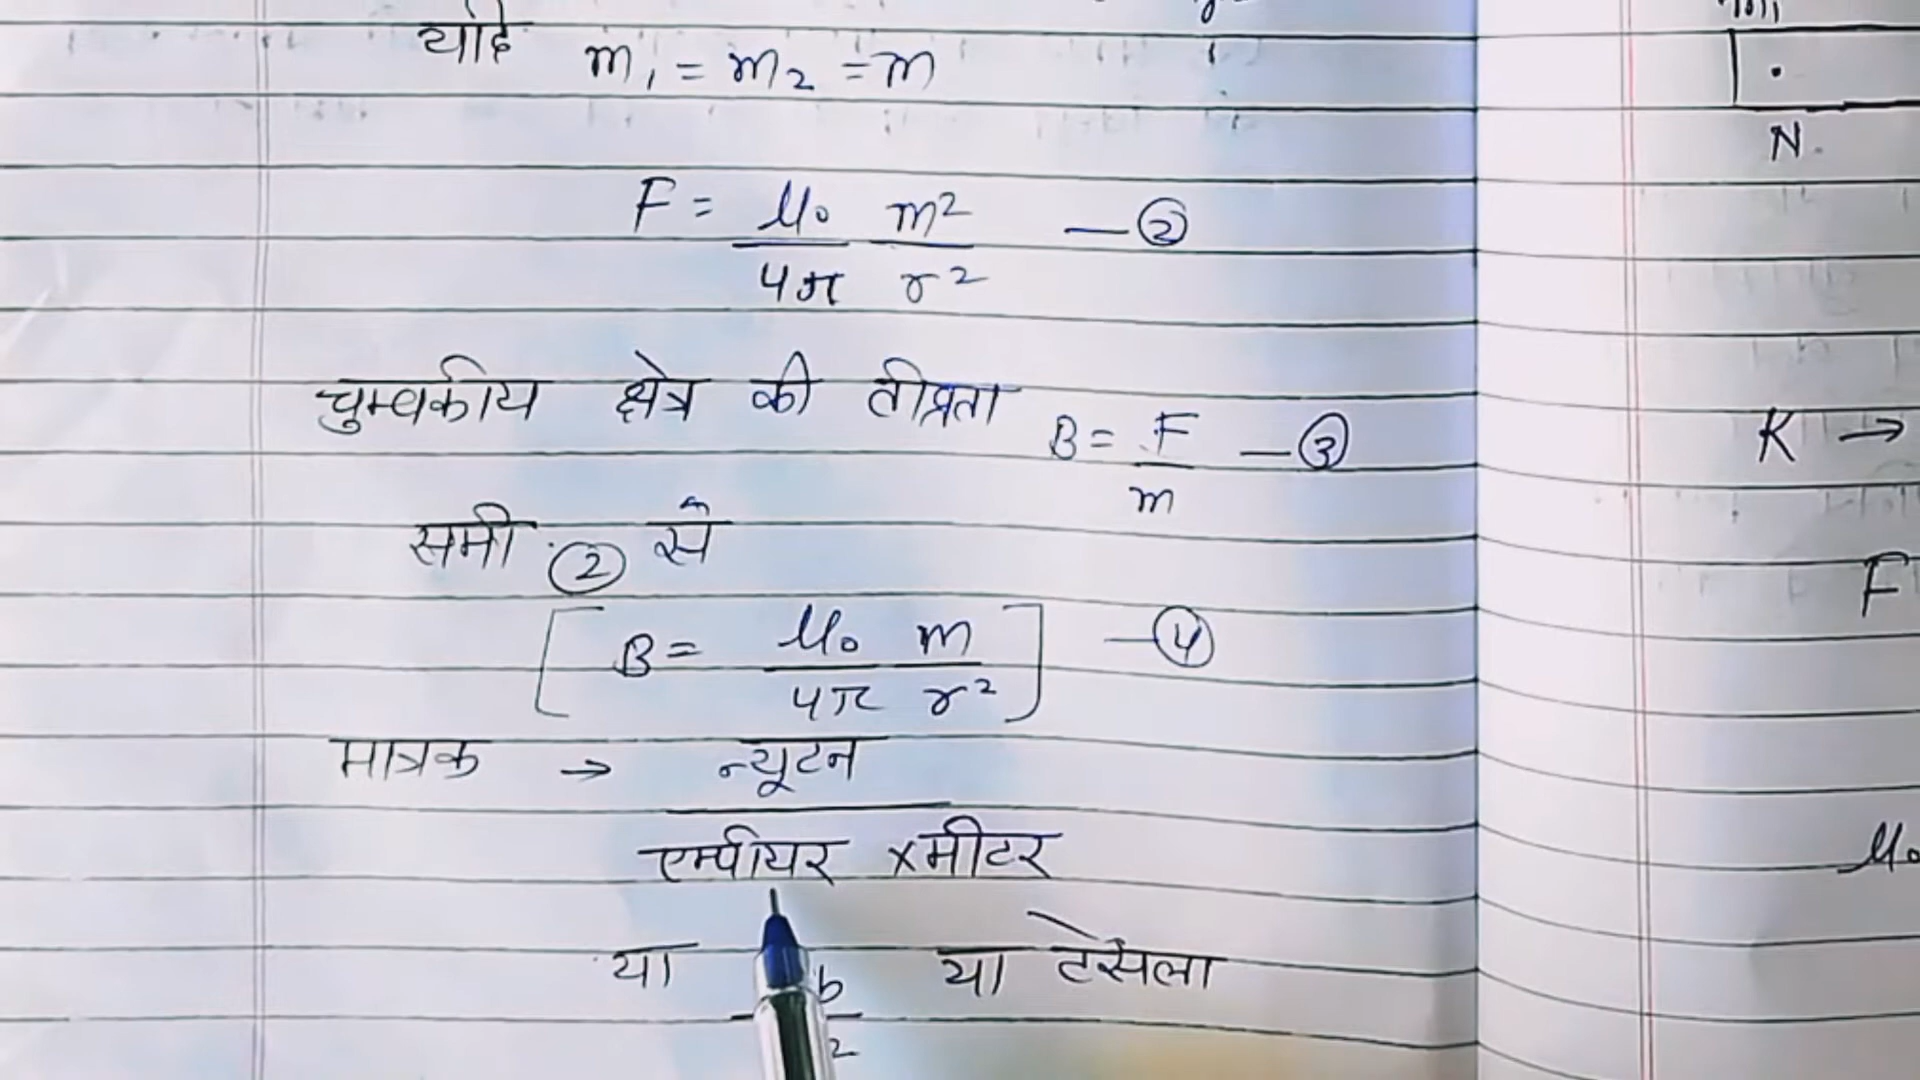 यदि m₁ = m₂ = m
F = μ₀/4π m²/r² —②
चुम्बकीय क्षेत्र की तीव्रता B = F/m —③
समी. ② से
[B = μ₀/4π m/r²] —④
मात्रक → न्यूटन
एम्पीयर ×मीटर
या b/2 या टेसला
N.
K →
F
μ₀